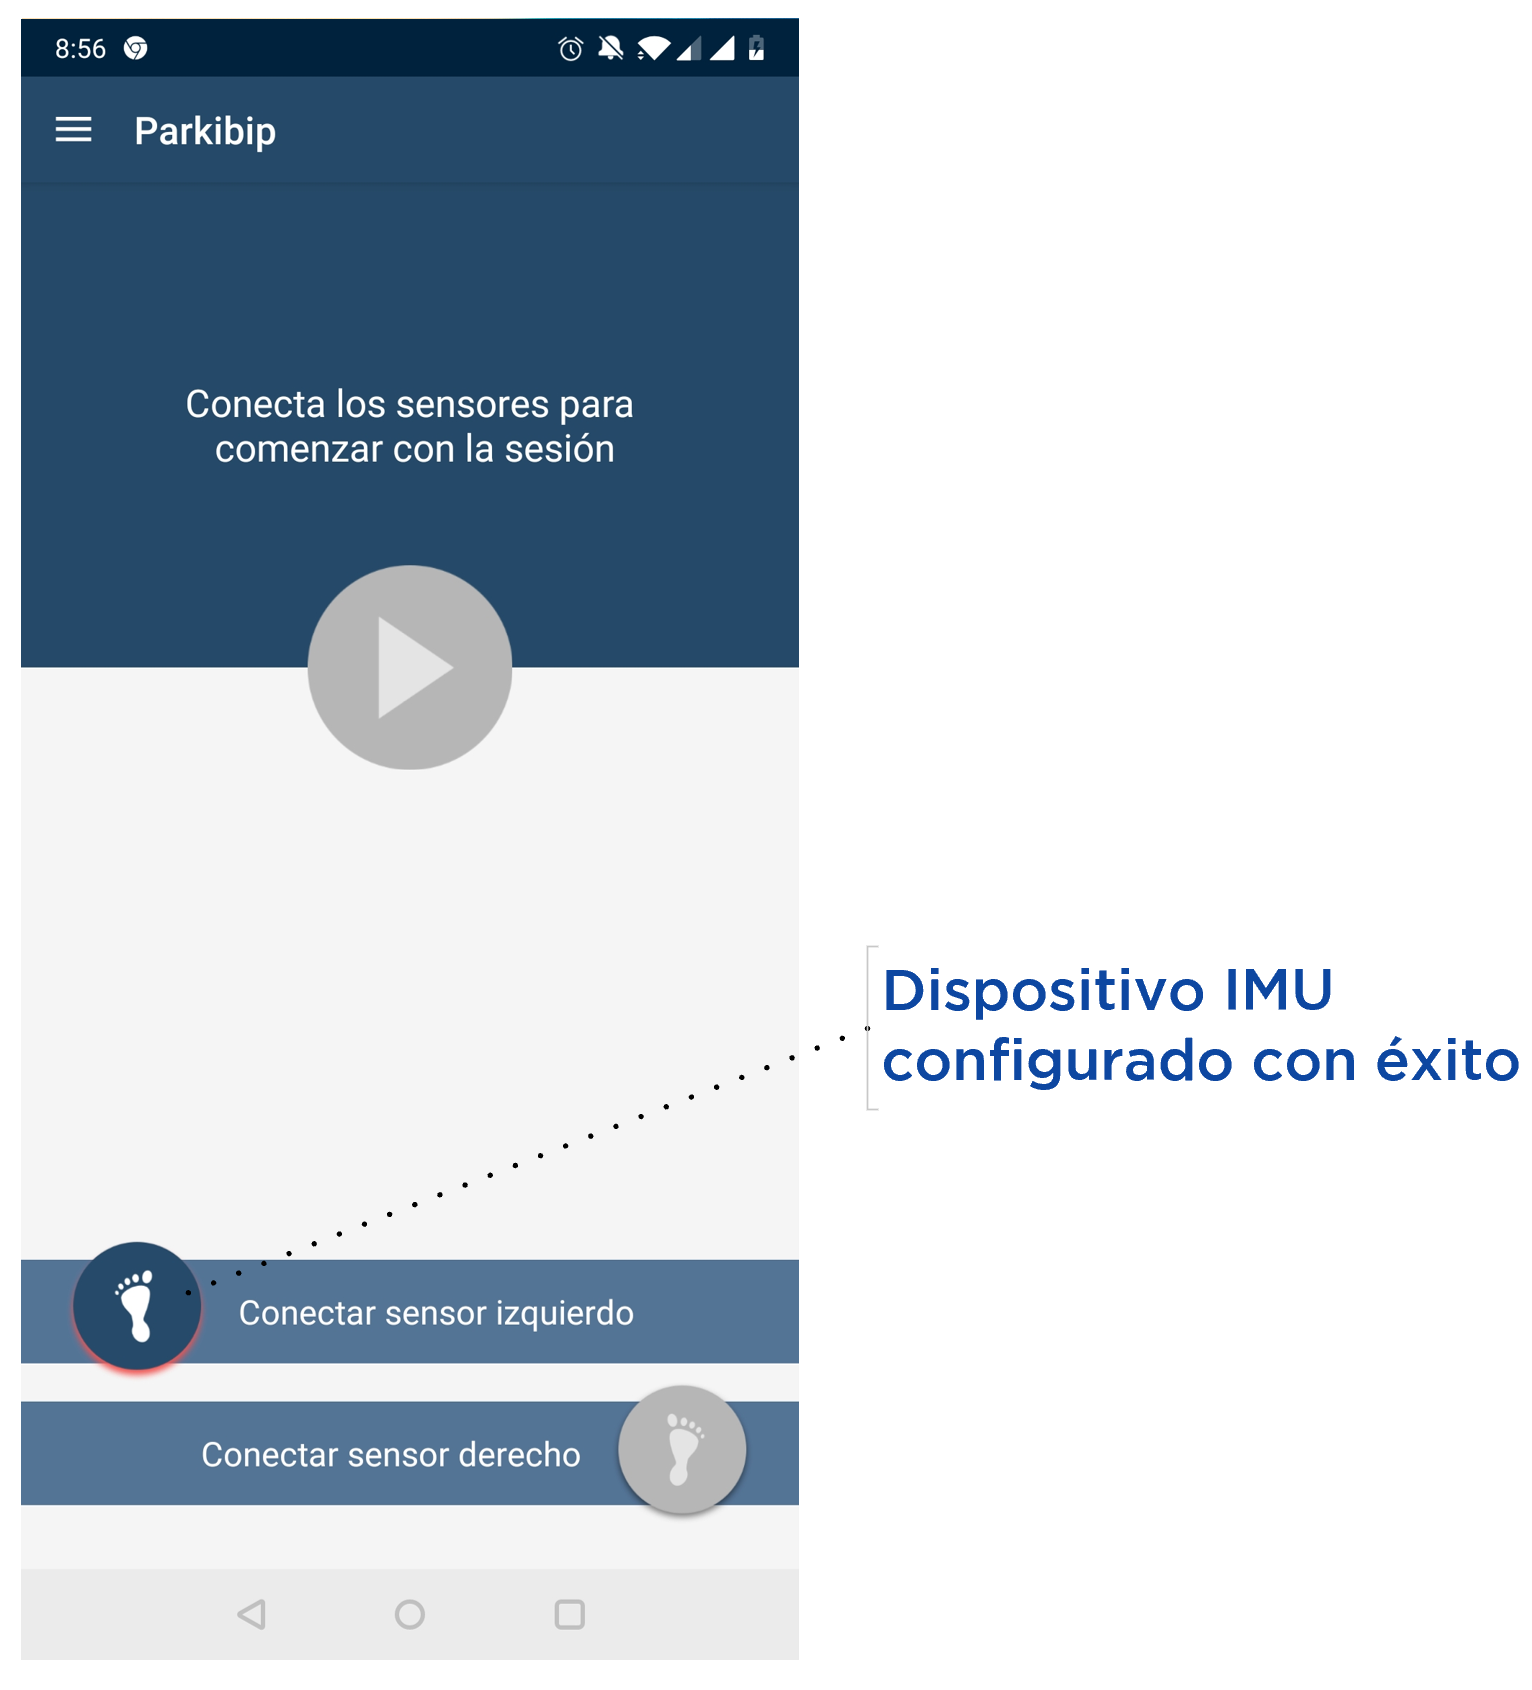 8:56
Parkibip
Conecta los sensores para
comenzar con la sesión
Dispositivo IMU
configurado con éxito
Conectar sensor izquierdo
Conectar sensor derecho